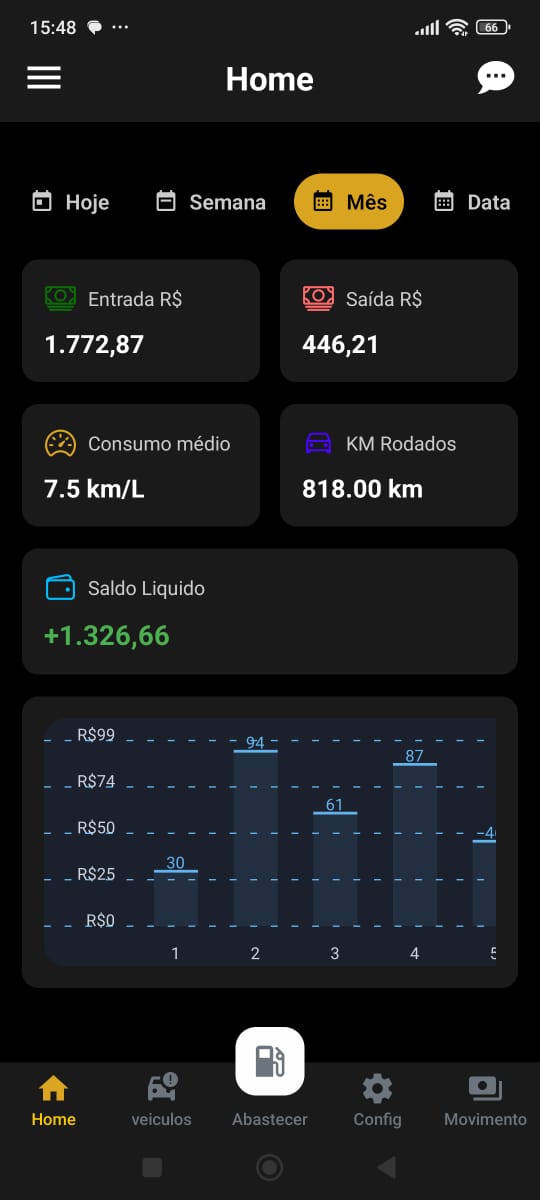 15:48
66
Home
Hoje
Semana
Mês
Data
Entrada R$
Saída R$
1.772,87
446,21
Consumo médio
KM Rodados
7.5 km/L
818.00 km
Saldo Liquido
+1.326,66
R$99
94
87
R$74
61
R$50
30
R$25
R$0
1
2
3
4
5
Home
veiculos
Abastecer
Config
Movimento